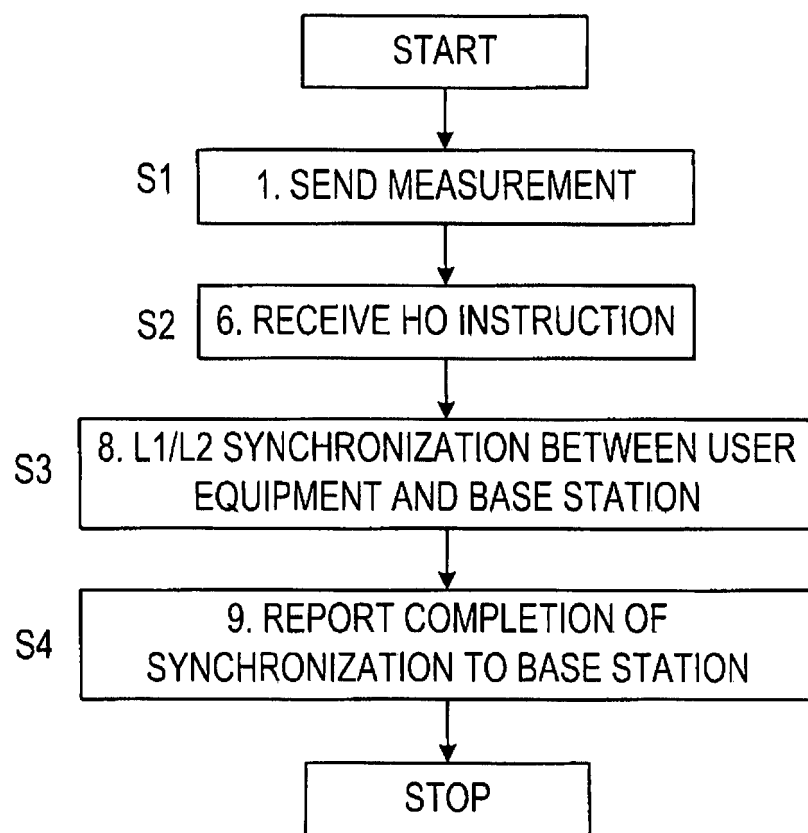 START
S1
1. SEND MEASUREMENT
S2
6. RECEIVE HO INSTRUCTION
S3
8. L1/L2 SYNCHRONIZATION BETWEEN USER
EQUIPMENT AND BASE STATION
S4
9. REPORT COMPLETION OF
SYNCHRONIZATION TO BASE STATION
STOP